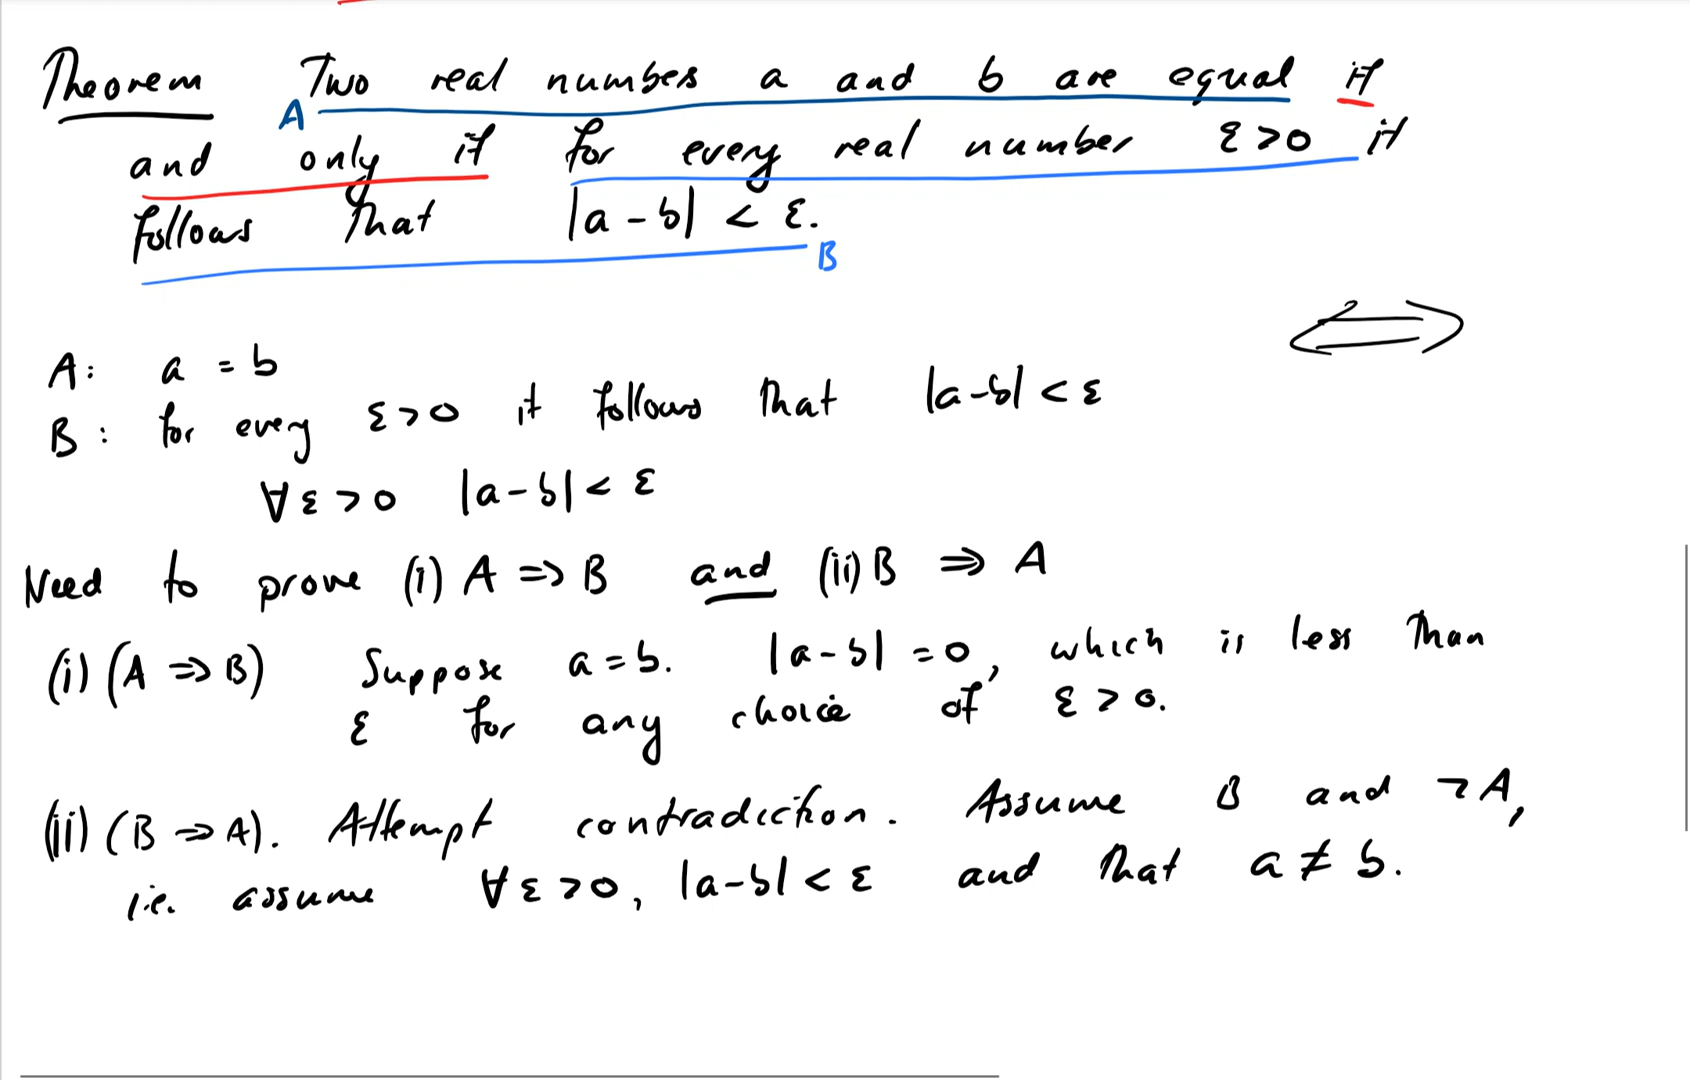 Theorem Two real numbers a and b are equal if
A
and only if for every real number ε>0 it
follows that |a-b| < ε.
B
⟺
A: a = b
B: for every ε>0 it follows that |a-b| < ε
∀ε>0 |a-b| < ε
Need to prove (i) A ⇒ B and (ii) B ⇒ A
(i) (A ⇒ B) Suppose a=b. |a-b| = 0, which is less than
ε for any choice of ε > 0.
(ii) (B ⇒ A). Attempt contradiction. Assume B and ¬A,
i.e. assume ∀ε>0, |a-b| < ε and that a ≠ b.